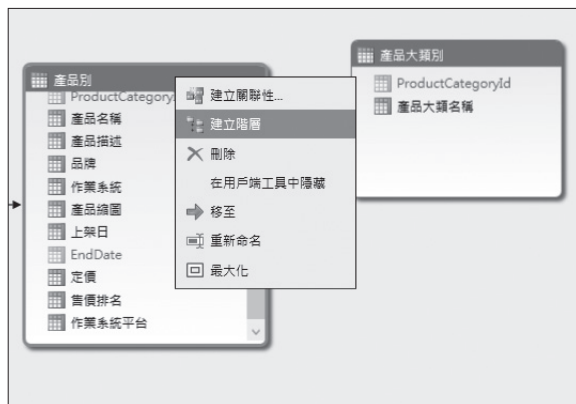 產品別
ProductCategory
產品名稱
產品描述
品牌
作業系統
產品縮圖
上架日
EndDate
定價
售價排名
作業系統平台
建立關聯性...
建立階層
刪除
在用戶端工具中隱藏
移至
重新命名
最大化
產品大類別
ProductCategoryId
產品大類名稱